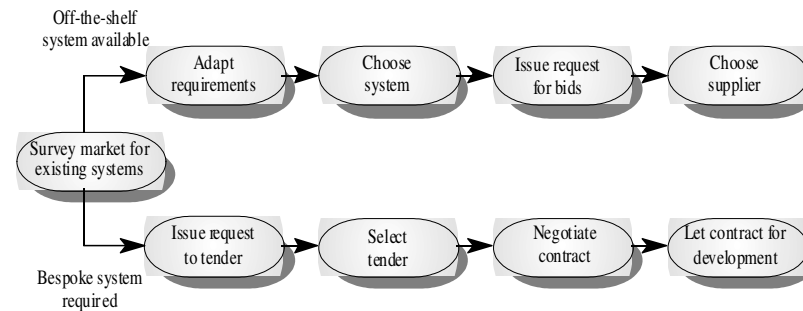 Off-the-shelf
system available
Adapt
requirements
Choose
system
Issue request
for bids
Choose
supplier
Survey market for
existing systems
Issue request
to tender
Select
tender
Negotiate
contract
Let contract for
development
Bespoke system
required